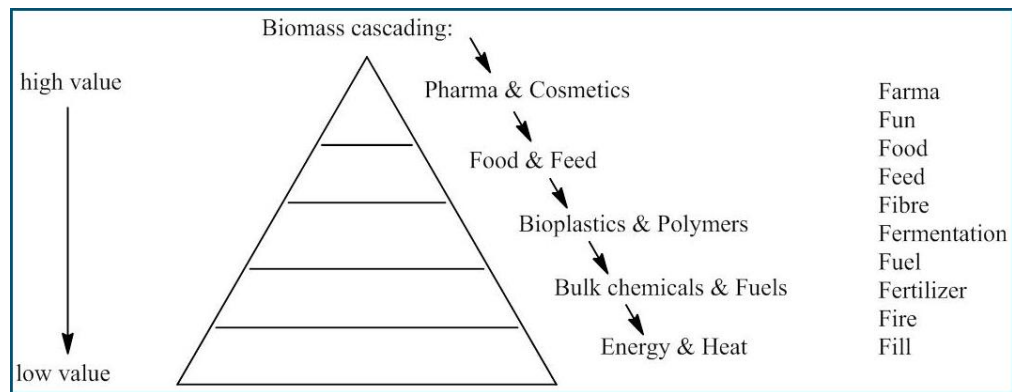 Biomass cascading:
high value
Pharma & Cosmetics
Food & Feed
Bioplastics & Polymers
Bulk chemicals & Fuels
Energy & Heat
low value
Farma
Fun
Food
Feed
Fibre
Fermentation
Fuel
Fertilizer
Fire
Fill